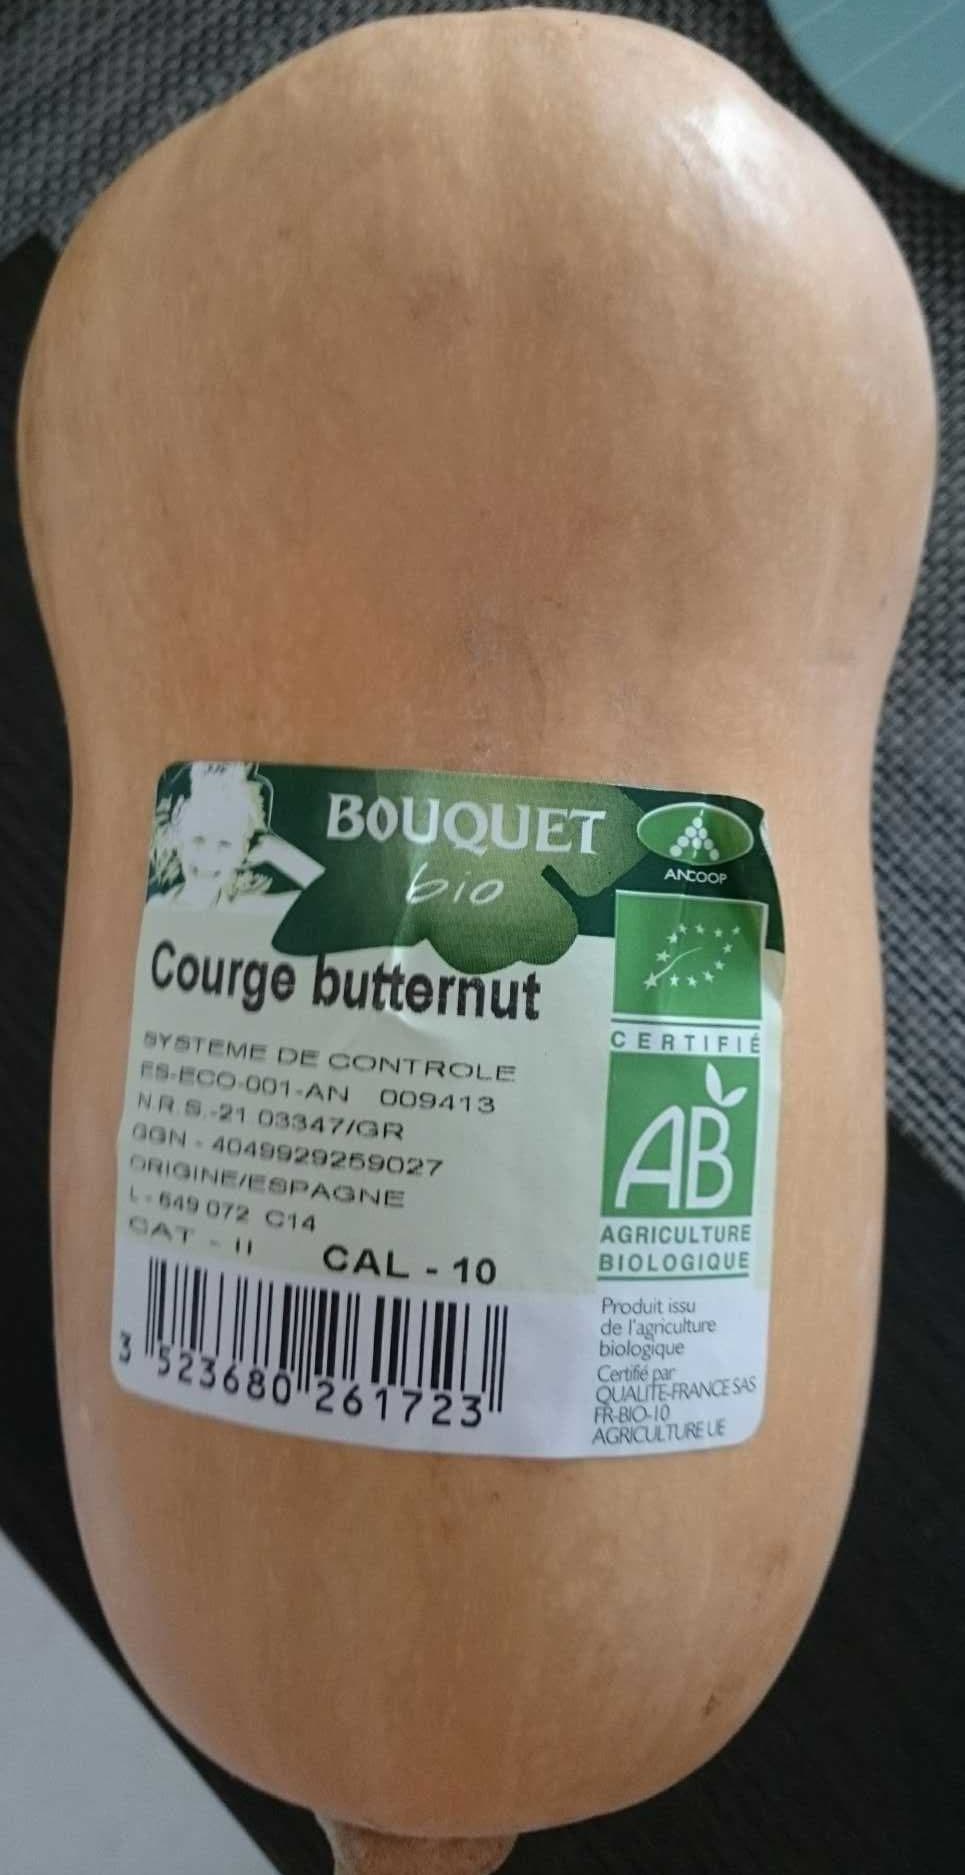 BOUQUET
bio
ANCOOP
Courge butternut
SYSTEME DE CONTROLE
ES-ECO-001-AN 009413
N R.S.-21 03347/GR
GGN - 4049929259027
ORIGINE/ESPAGNE
L - 649 072 C14
CAT - II CAL - 10
3 523680 261723
CERTIFIÉ
AB
AGRICULTURE
BIOLOGIQUE
Produit issu
de l'agriculture
biologique
Certifié par
QUALITE-FRANCE SAS
FR-BIO-10
AGRICULTURE UE